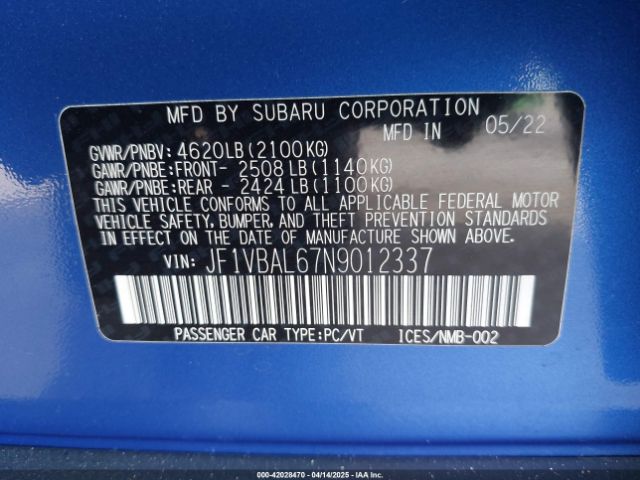 MFD BY SUBARU CORPORATION
MFD IN 05/22
GVWR/PNBV: 4620LB(2100KG)
GAWR/PNBE:FRONT- 2508 LB(1140KG)
GAWR/PNBE:REAR - 2424 LB(1100KG)
THIS VEHICLE CONFORMS TO ALL APPLICABLE FEDERAL MOTOR
VEHICLE SAFETY, BUMPER, AND THEFT PREVENTION STANDARDS
IN EFFECT ON THE DATE OF MANUFACTURE SHOWN ABOVE.
VIN: JF1VBAL67N9012337
PASSENGER CAR TYPE:PC/VT ICES/NMB-002
000-42028470 | 04/14/2025 | IAAI.COM